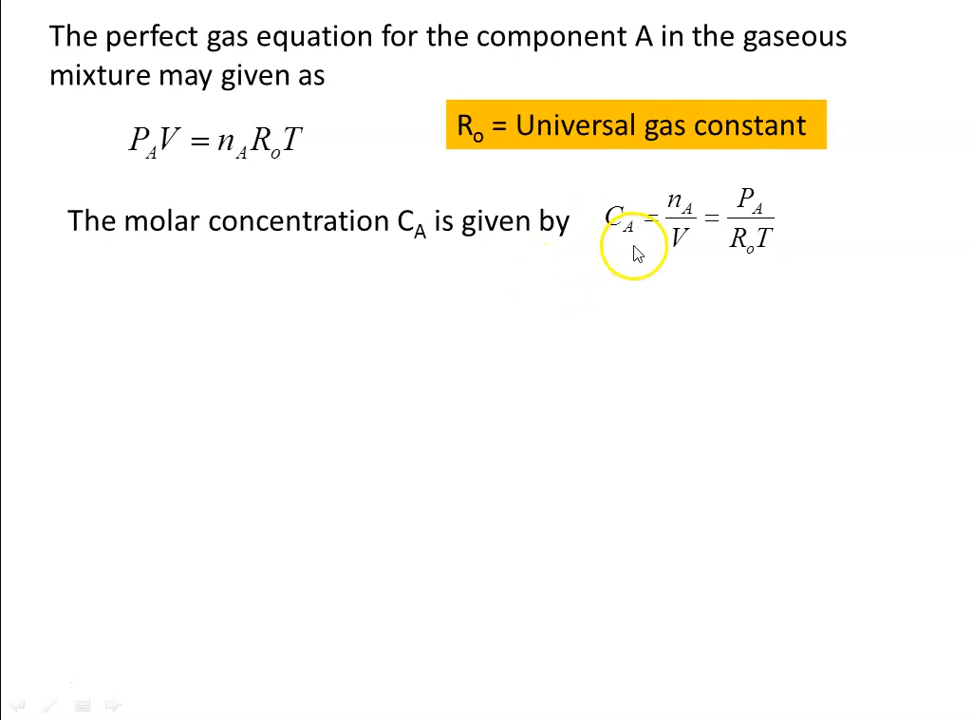 The perfect gas equation for the component A in the gaseous
mixture may given as
P_A V = n_A R_o T
R_o = Universal gas constant
The molar concentration C_A is given by C_A = n_A / V = P_A / R_o T